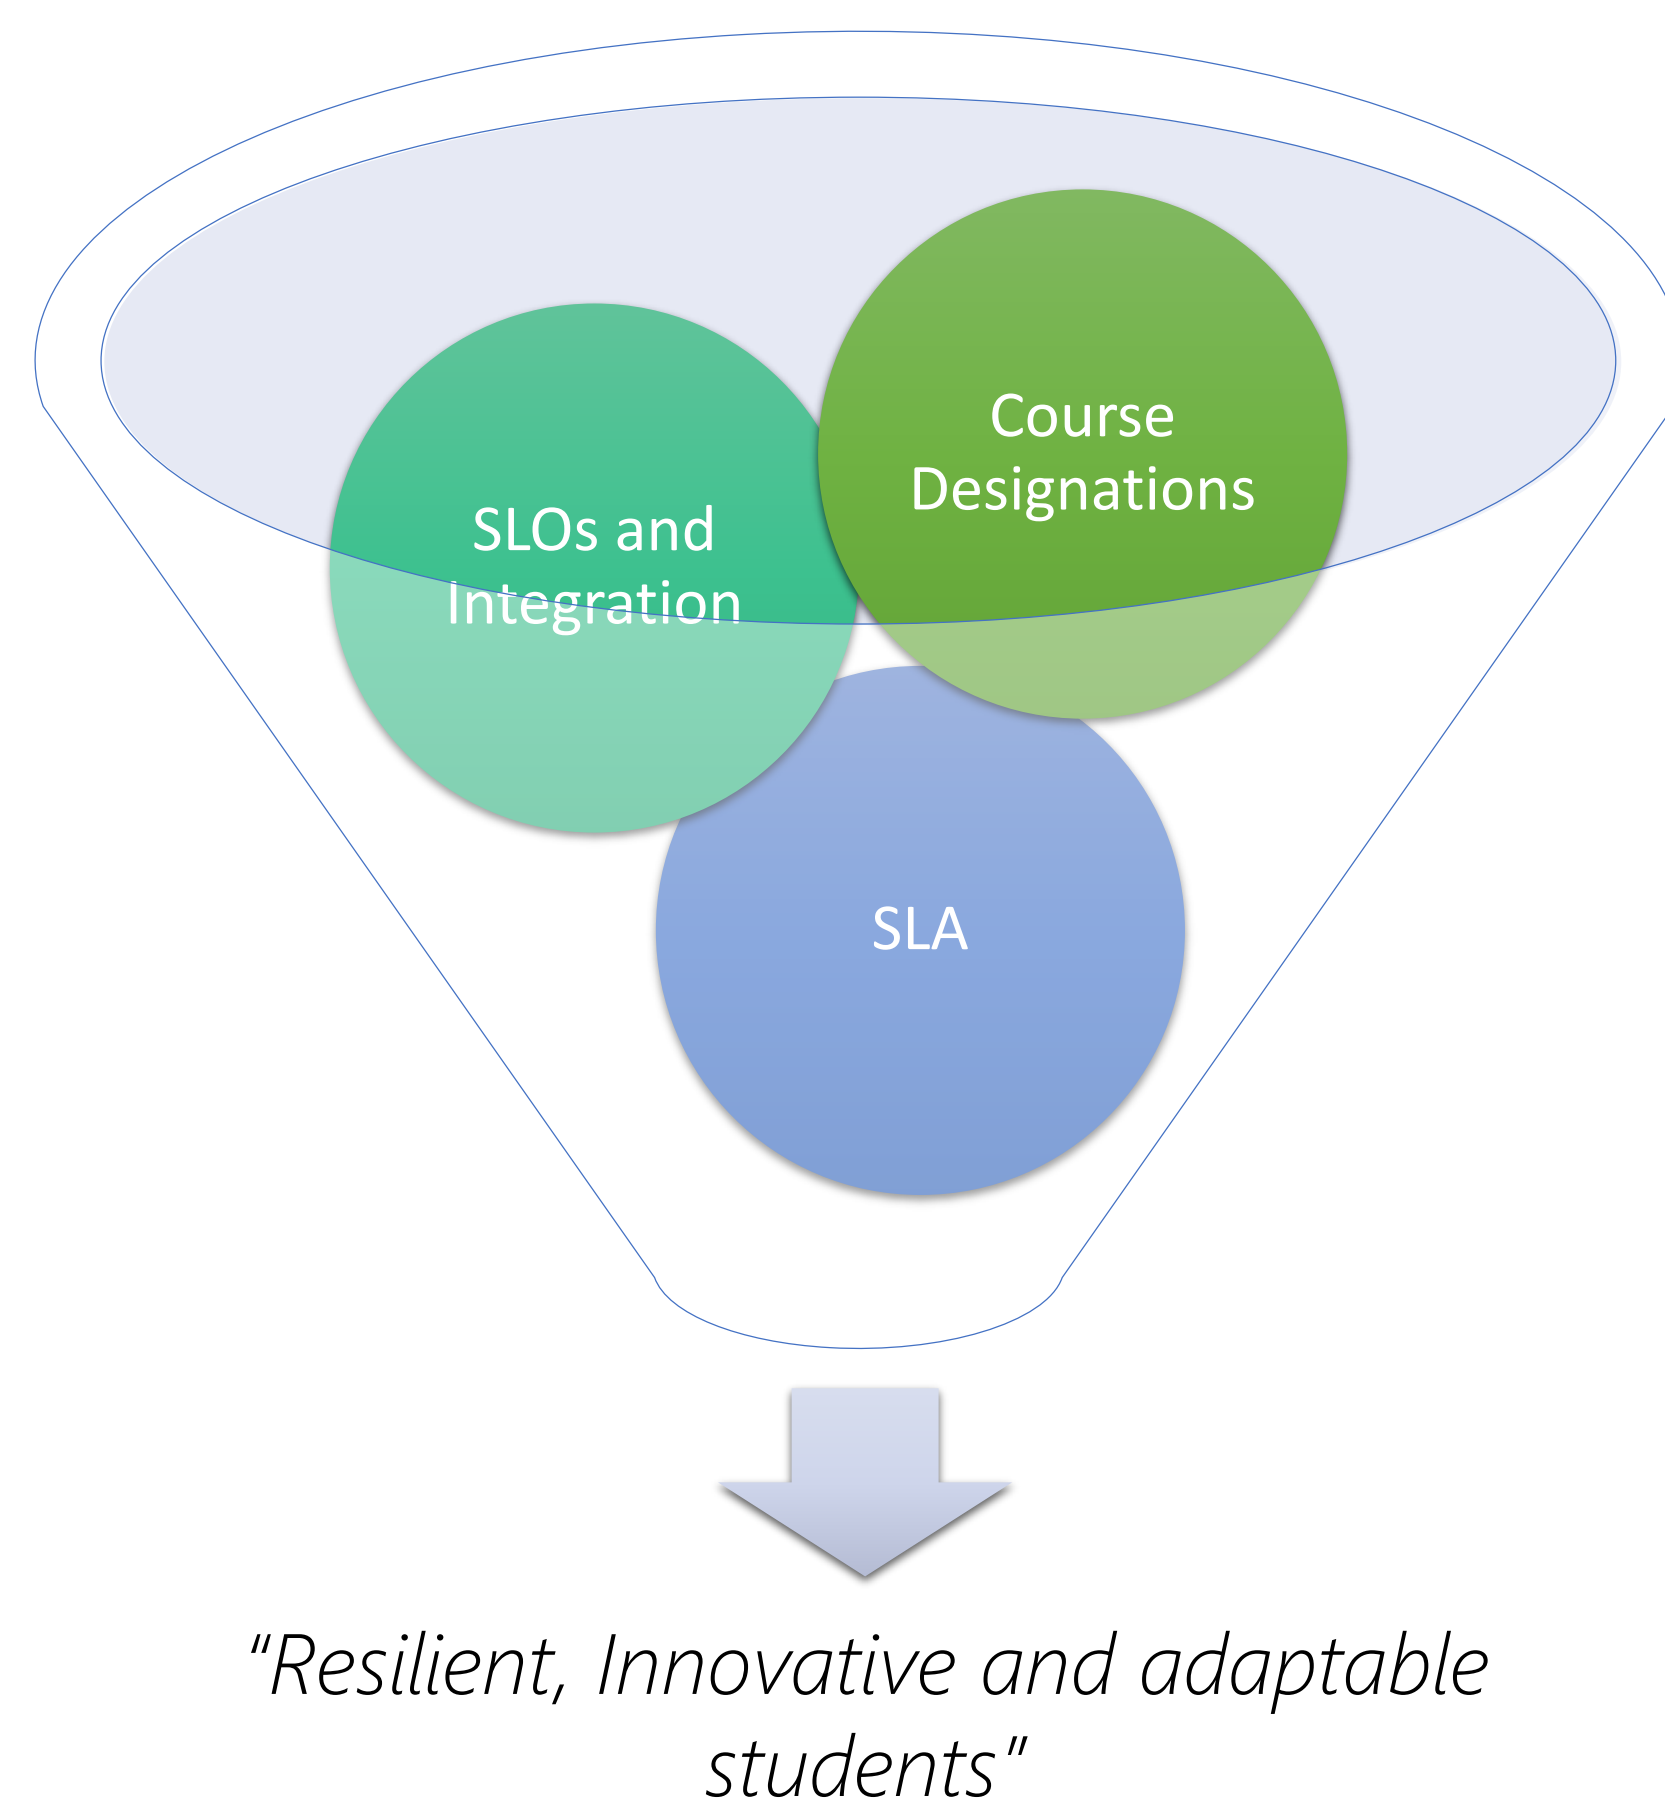 Course
Designations
SLOs and
Integration
SLA
"Resilient, Innovative and adaptable
students"